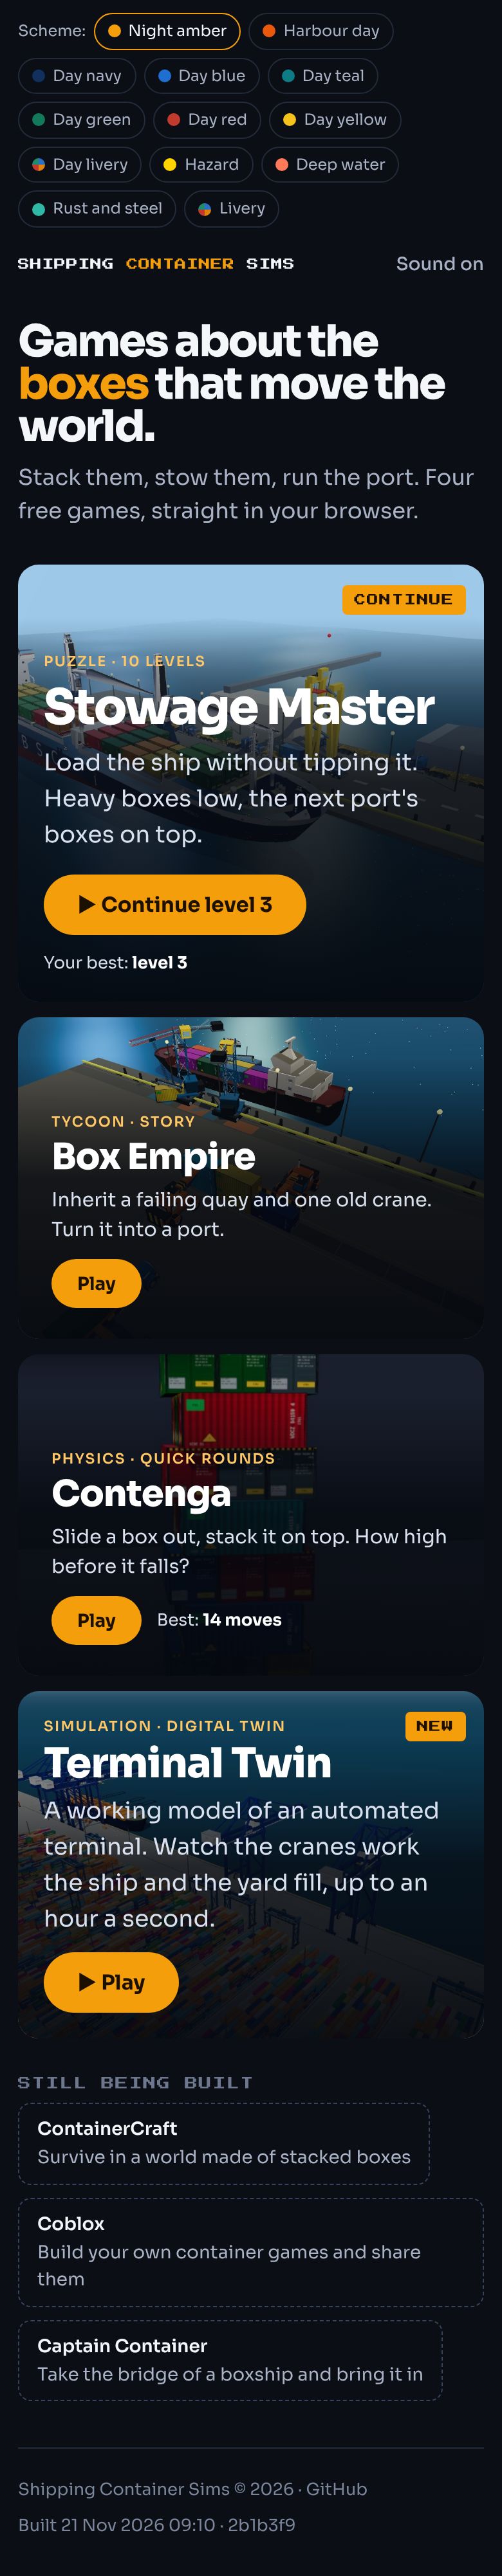 Scheme: Night amber Harbour day
Day navy Day blue Day teal
Day green Day red Day yellow
Day livery Hazard Deep water
Rust and steel Livery
SHIPPING CONTAINER SIMS Sound on
Games about the
boxes that move the
world.
Stack them, stow them, run the port. Four
free games, straight in your browser.
CONTINUE
PUZZLE · 10 LEVELS
Stowage Master
Load the ship without tipping it.
Heavy boxes low, the next port's
boxes on top.
▶ Continue level 3
Your best: level 3
TYCOON · STORY
Box Empire
Inherit a failing quay and one old crane.
Turn it into a port.
Play
PHYSICS · QUICK ROUNDS
Contenga
Slide a box out, stack it on top. How high
before it falls?
Play Best: 14 moves
SIMULATION · DIGITAL TWIN NEW
Terminal Twin
A working model of an automated
terminal. Watch the cranes work
the ship and the yard fill, up to an
hour a second.
▶ Play
STILL BEING BUILT
ContainerCraft
Survive in a world made of stacked boxes
Coblox
Build your own container games and share
them
Captain Container
Take the bridge of a boxship and bring it in
Shipping Container Sims © 2026 · GitHub
Built 21 Nov 2026 09:10 · 2b1b3f9